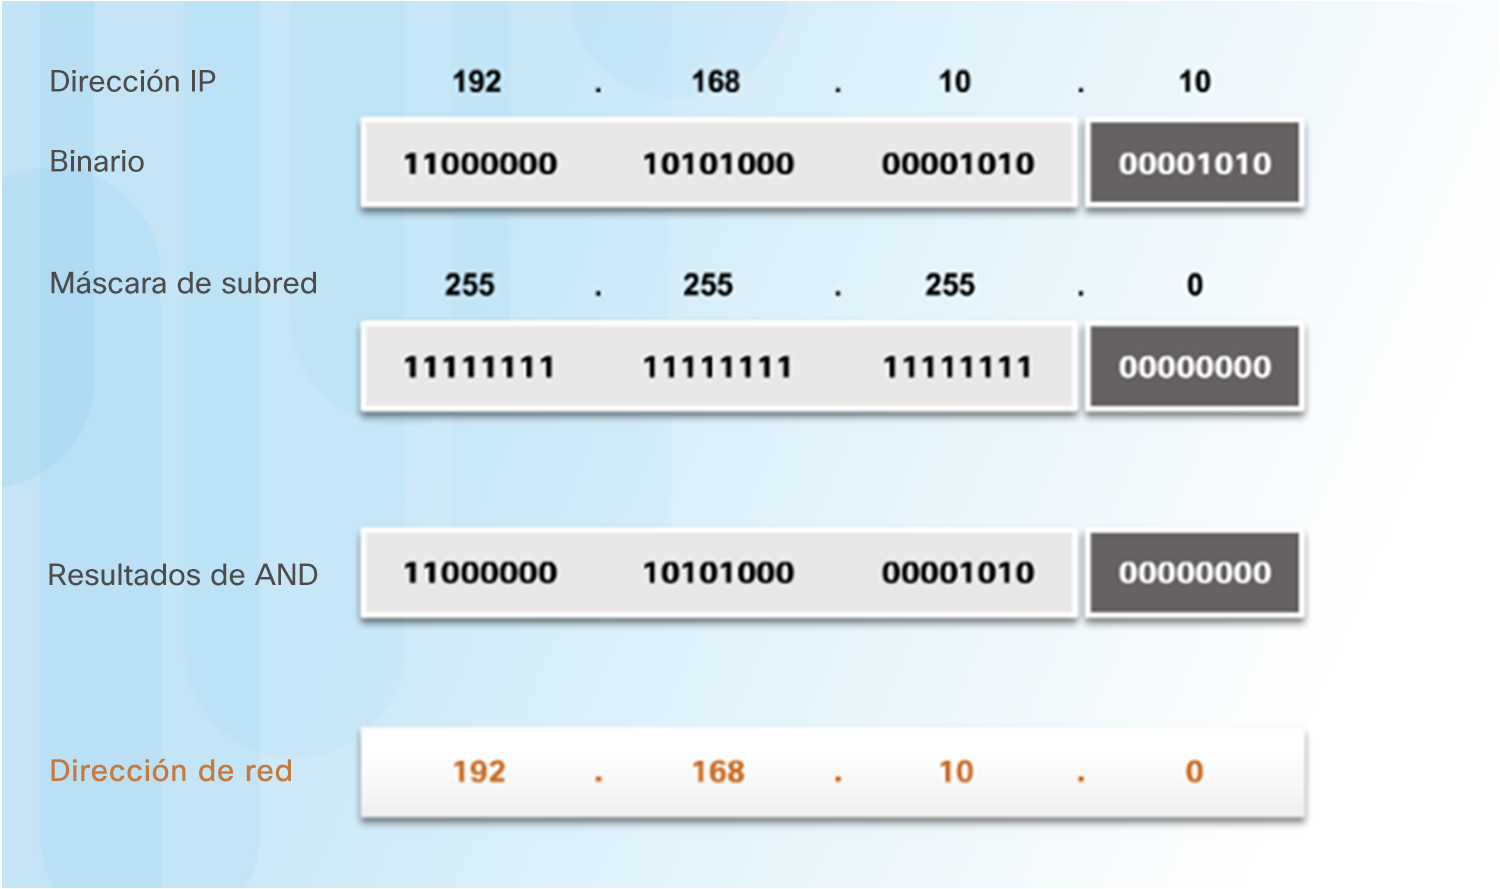 Dirección IP 192 . 168 . 10 . 10
Binario 11000000 10101000 00001010 00001010
Máscara de subred 255 . 255 . 255 . 0
11111111 11111111 11111111 00000000
Resultados de AND 11000000 10101000 00001010 00000000
Dirección de red 192 . 168 . 10 . 0